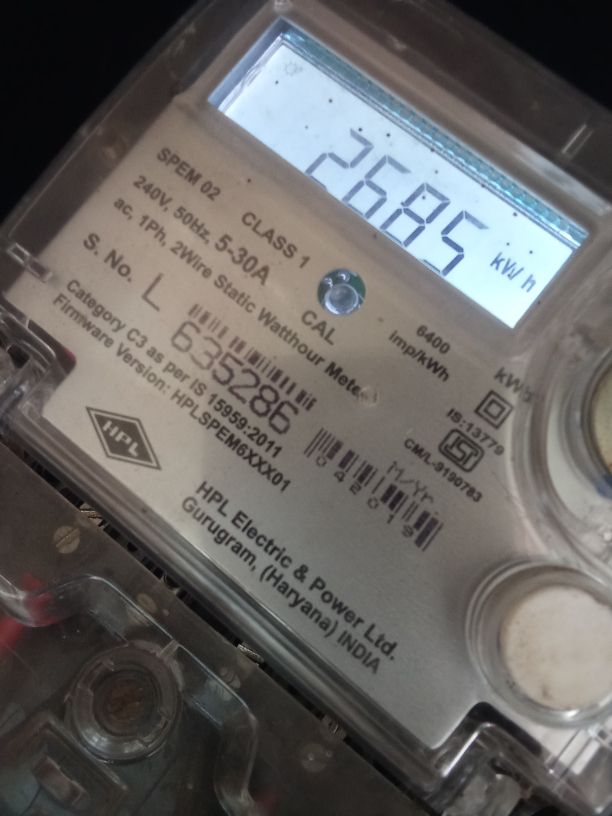 2685 kWh
SPEM 02 CLASS 1
240V, 50Hz, 5-30A CAL 6400
imp/kWh
ac, 1Ph, 2Wire Static Watthour Meter
S. No. L
635286
IS:13779
CM/L-9190783
M/Yr.
042019
Category C3 as per IS 15959:2011
Firmware Version: HPLSPEM6XXX01
HPL
HPL Electric & Power Ltd.
Gurugram, (Haryana) INDIA